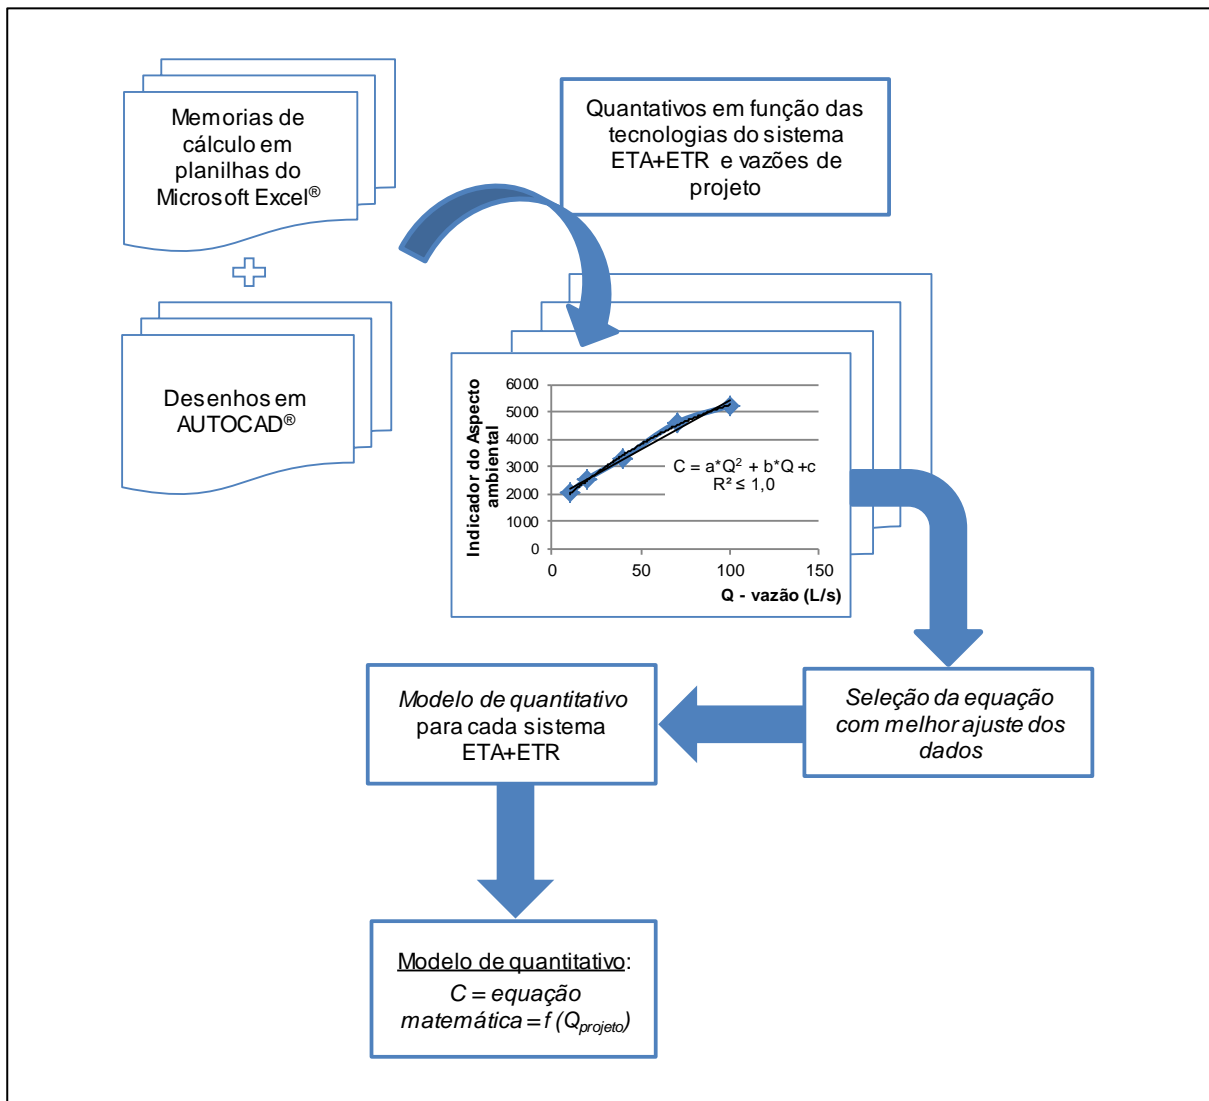 Memorias de
cálculo em
planilhas do
Microsoft Excel®
Desenhos em
AUTOCAD®
Quantativos em função das
tecnologias do sistema
ETA+ETR e vazões de
projeto
Indicador do Aspecto
ambiental
6000
5000
4000
3000
2000
1000
0
C = a*Q² + b*Q +c
R² ≤ 1,0
0 50 100 150
Q - vazão (L/s)
Seleção da equação
com melhor ajuste dos
dados
Modelo de quantitativo
para cada sistema
ETA+ETR
Modelo de quantitativo:
C = equação
matemática = f (Qprojeto)